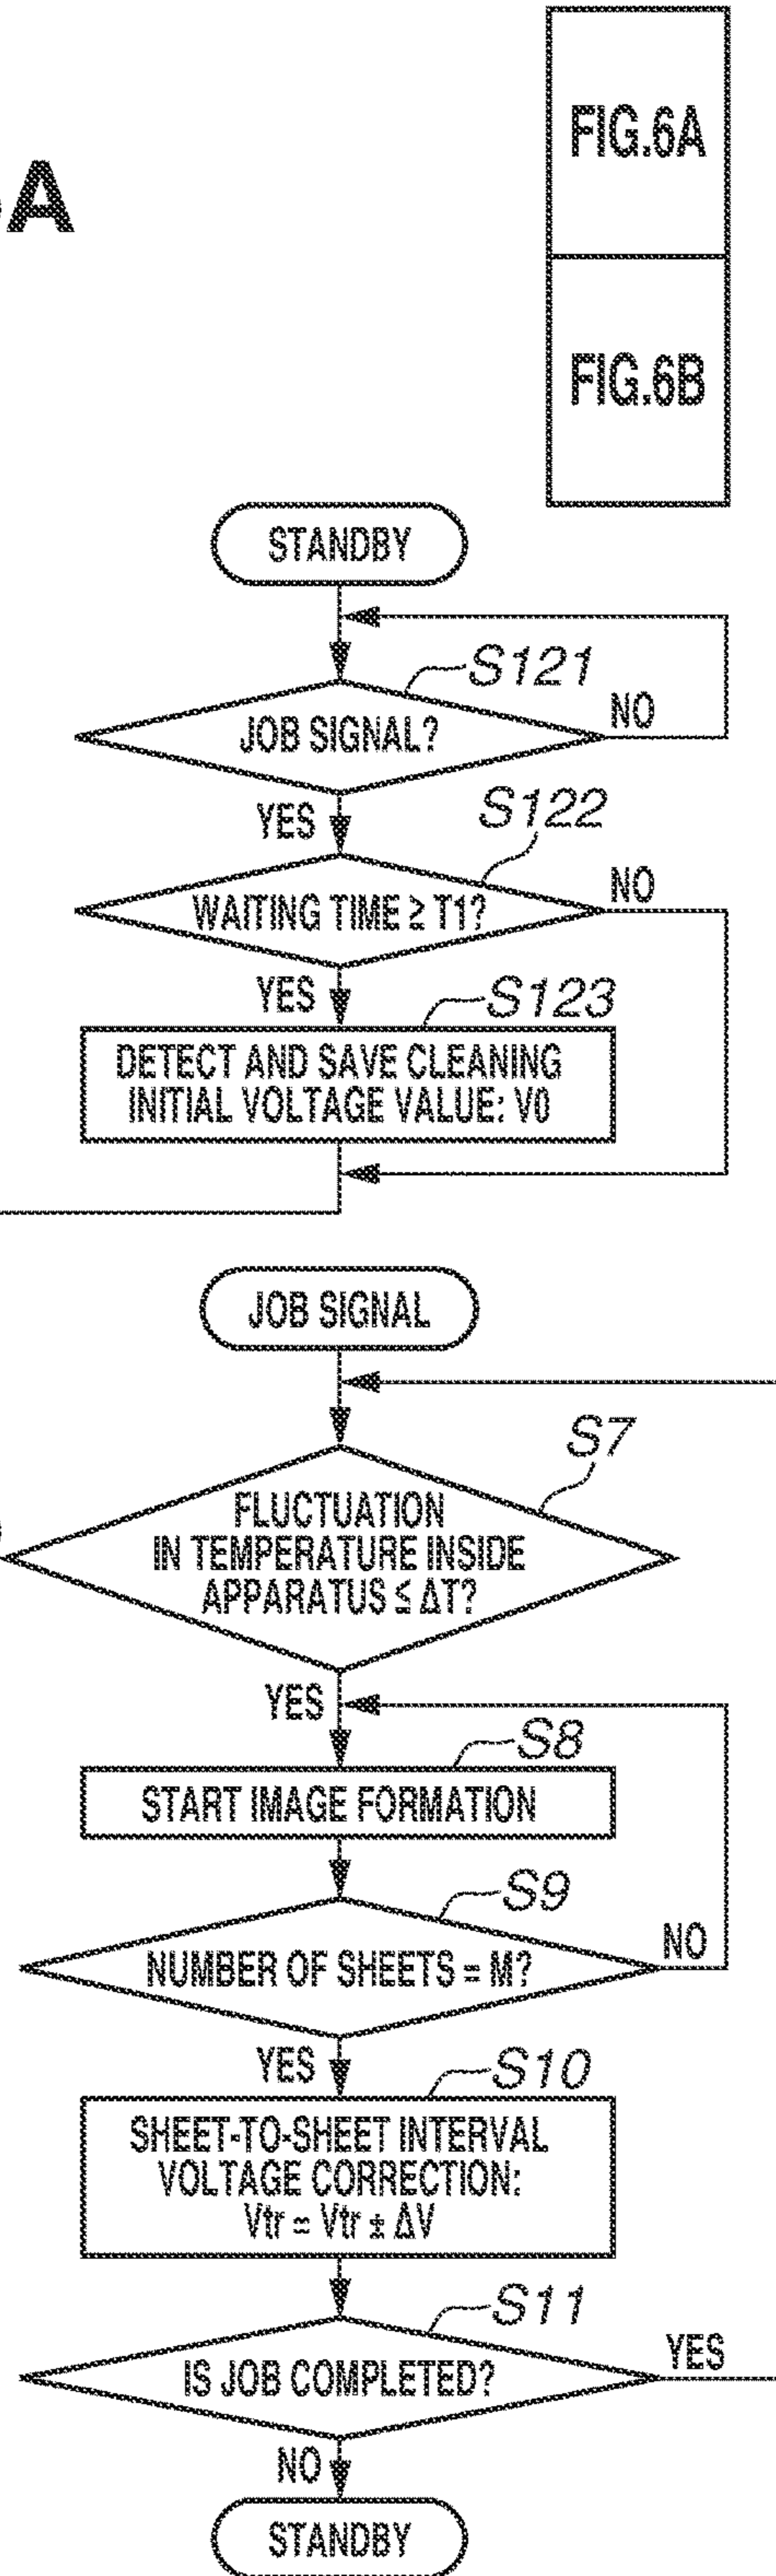 A
FIG.6A
FIG.6B
STANDBY
S121
JOB SIGNAL?
NO
YES
S122
WAITING TIME ≥ T1?
NO
YES
S123
DETECT AND SAVE CLEANING
INITIAL VOLTAGE VALUE: V0
JOB SIGNAL
S7
FLUCTUATION
IN TEMPERATURE INSIDE
APPARATUS ≤ ΔT?
YES
S8
START IMAGE FORMATION
S9
NUMBER OF SHEETS = M?
NO
YES
S10
SHEET-TO-SHEET INTERVAL
VOLTAGE CORRECTION:
Vtr = Vtr ± ΔV
S11
IS JOB COMPLETED?
YES
NO
STANDBY